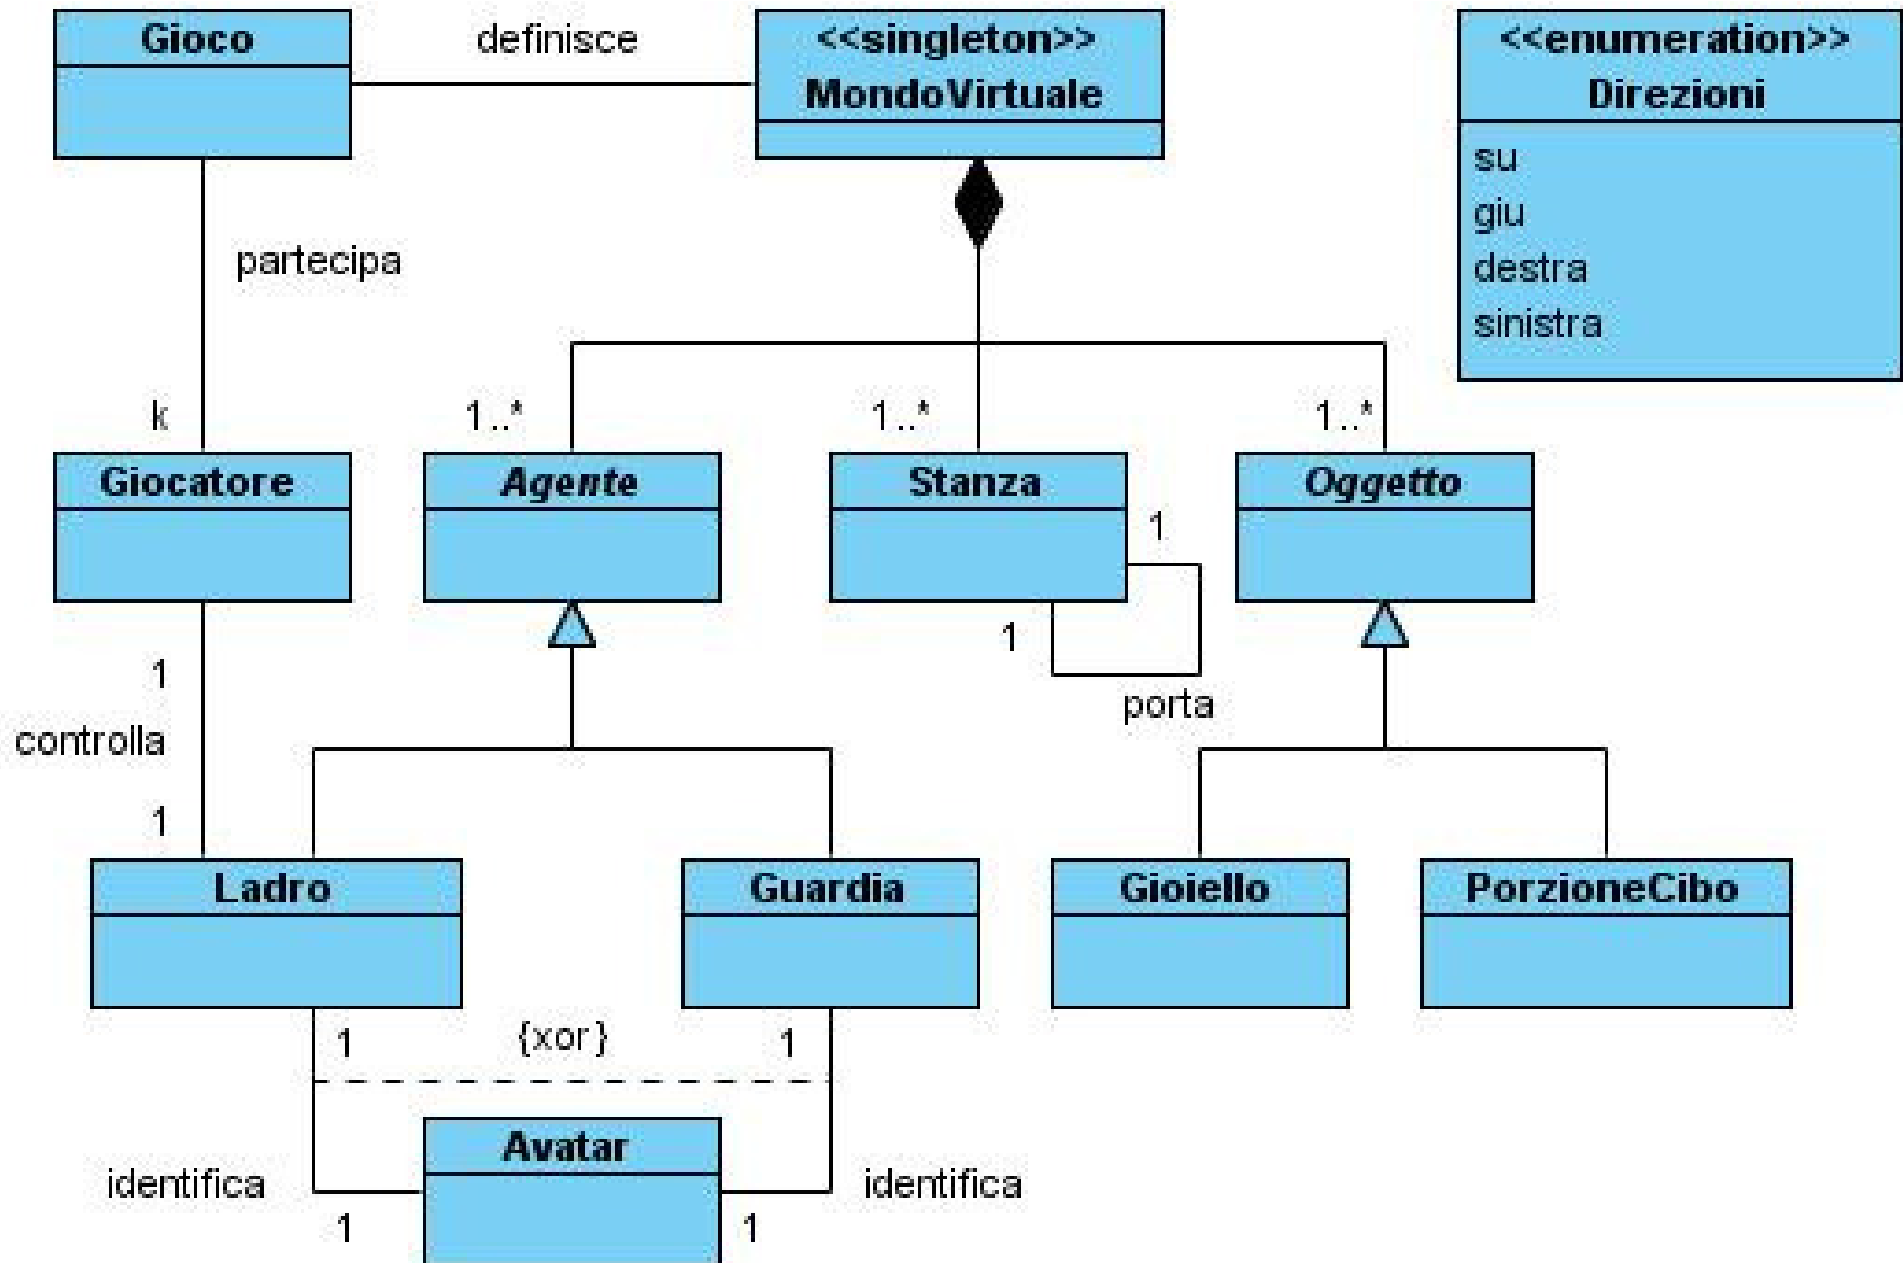 Gioco
definisce
<<singleton>>
MondoVirtuale
<<enumeration>>
Direzioni
su
giu
destra
sinistra
partecipa
k
1..*
1..*
1..*
Giocatore
Agente
Stanza
Oggetto
1
1
porta
1
controlla
1
Ladro
Guardia
Gioiello
PorzioneCibo
1
{xor}
1
Avatar
identifica
identifica
1
1